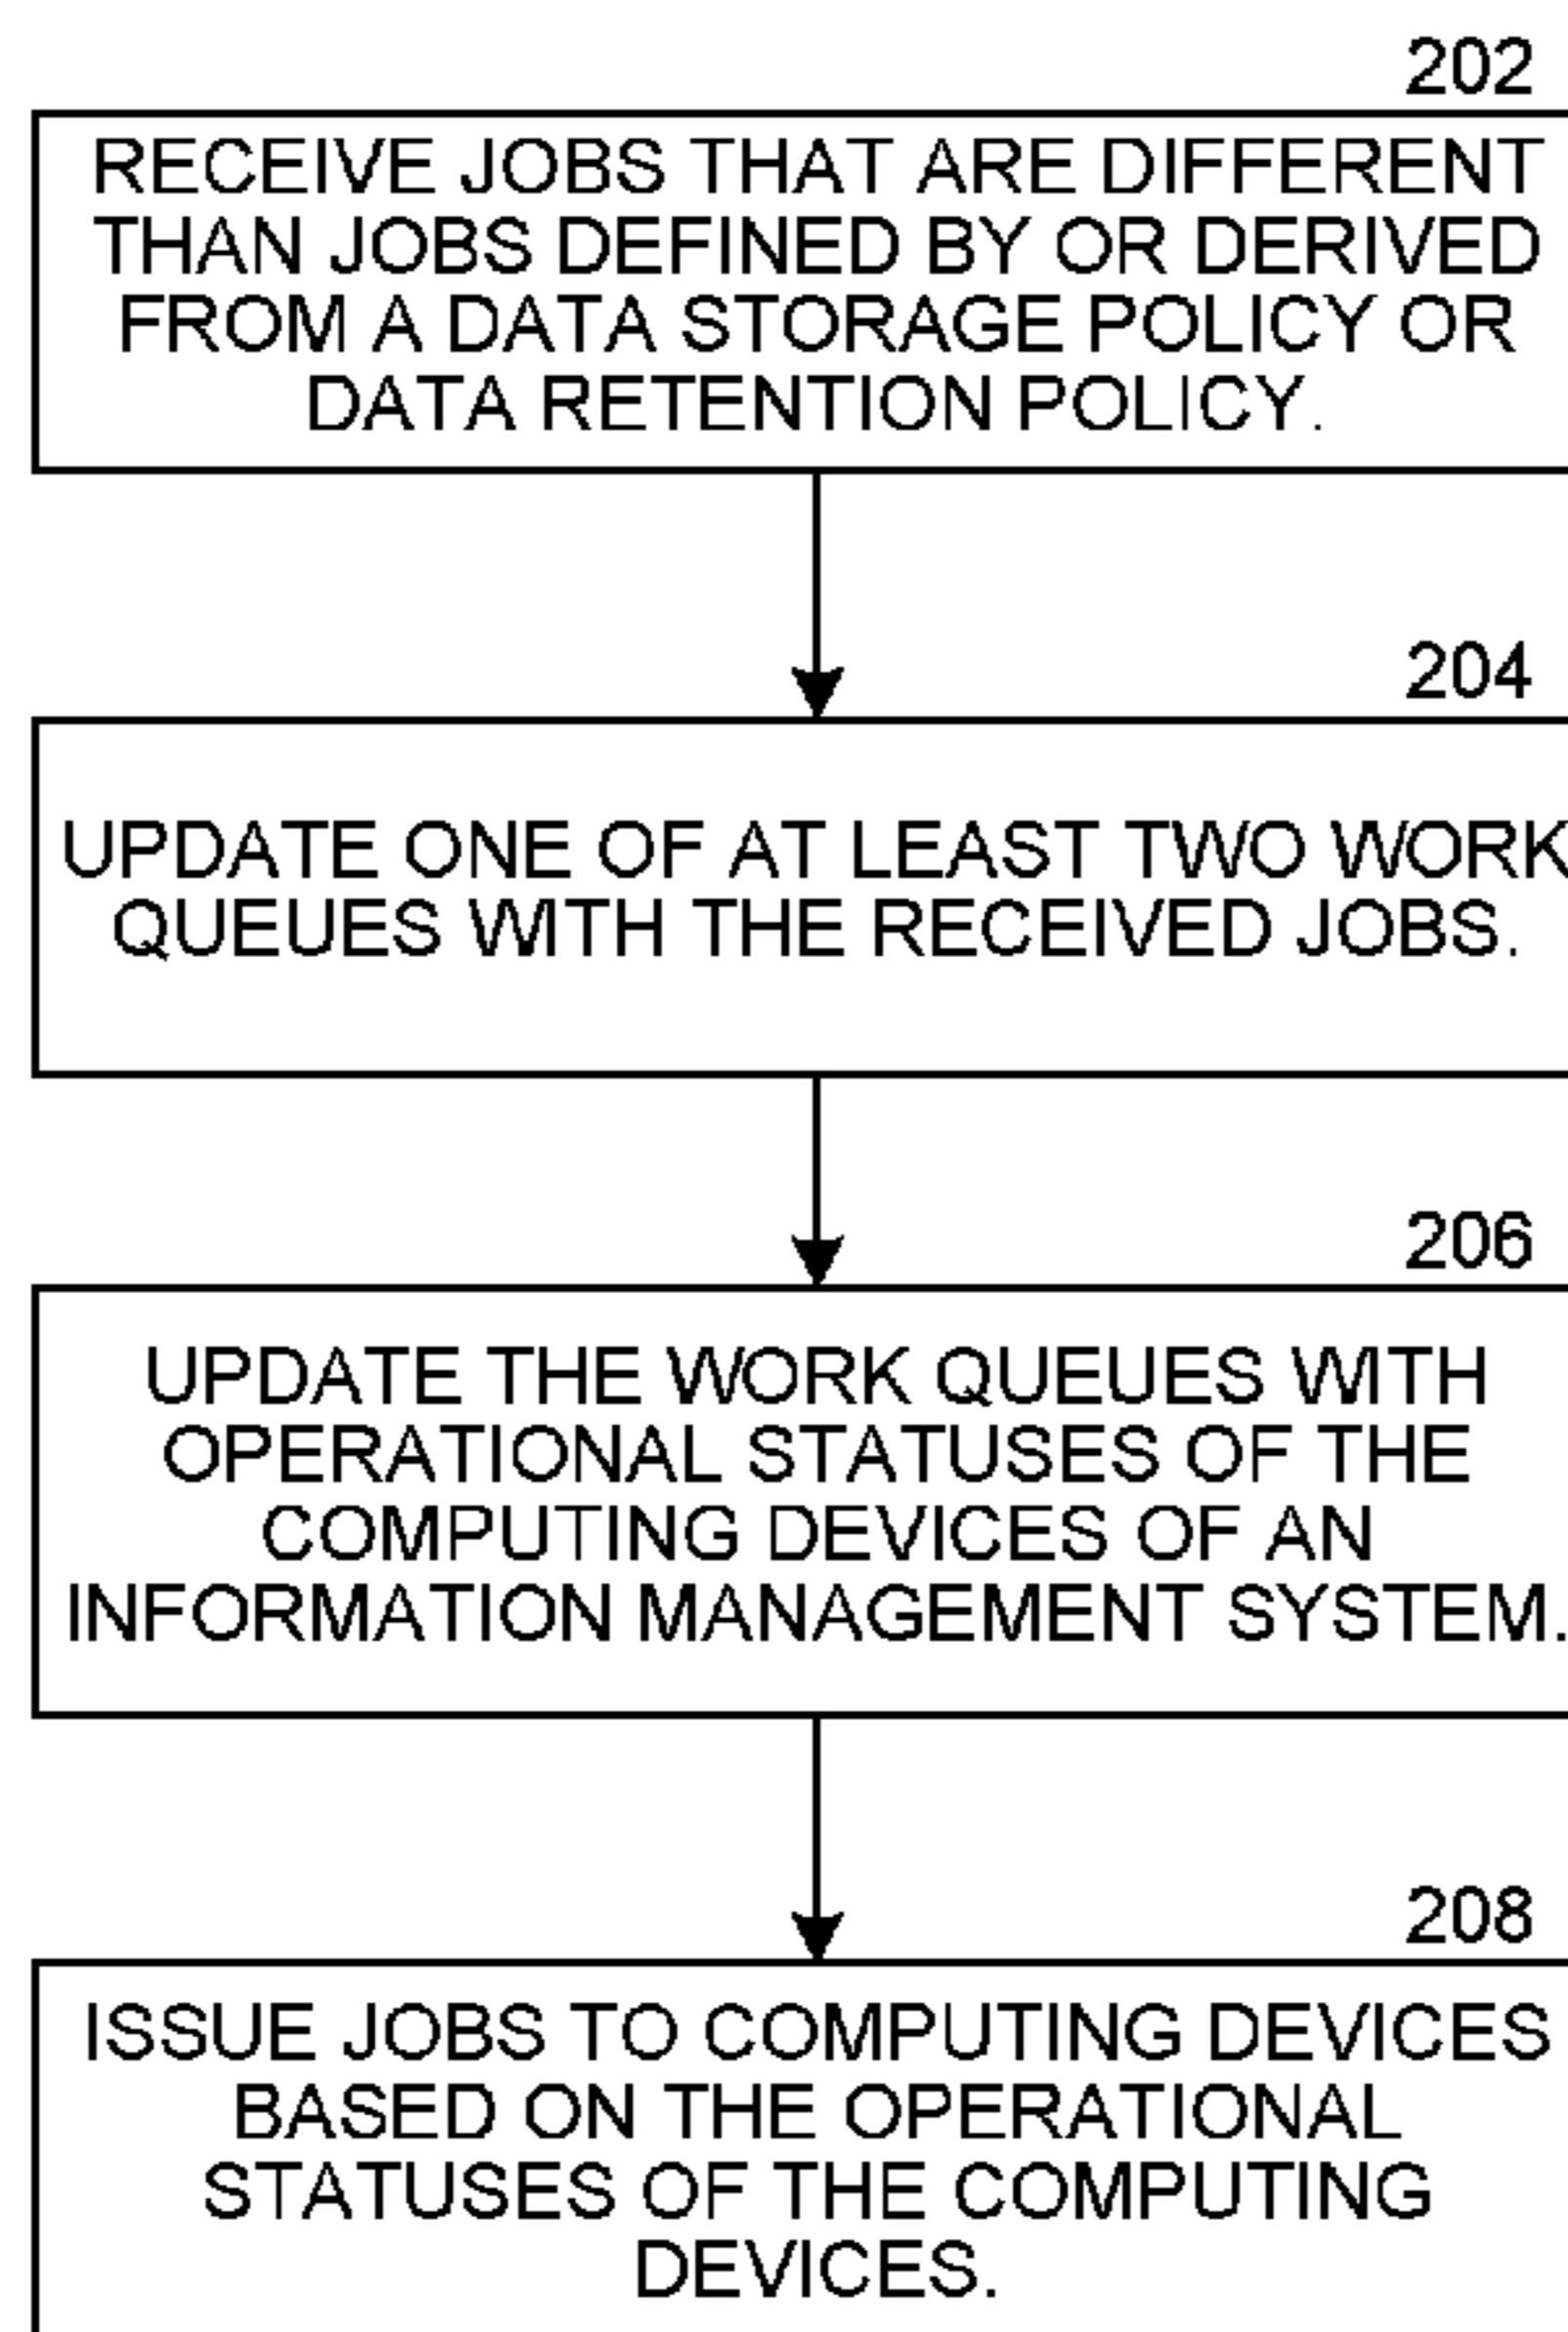 202
RECEIVE JOBS THAT ARE DIFFERENT
THAN JOBS DEFINED BY OR DERIVED
FROM A DATA STORAGE POLICY OR
DATA RETENTION POLICY.
204
UPDATE ONE OF AT LEAST TWO WORK
QUEUES WITH THE RECEIVED JOBS.
206
UPDATE THE WORK QUEUES WITH
OPERATIONAL STATUSES OF THE
COMPUTING DEVICES OF AN
INFORMATION MANAGEMENT SYSTEM.
208
ISSUE JOBS TO COMPUTING DEVICES
BASED ON THE OPERATIONAL
STATUSES OF THE COMPUTING
DEVICES.